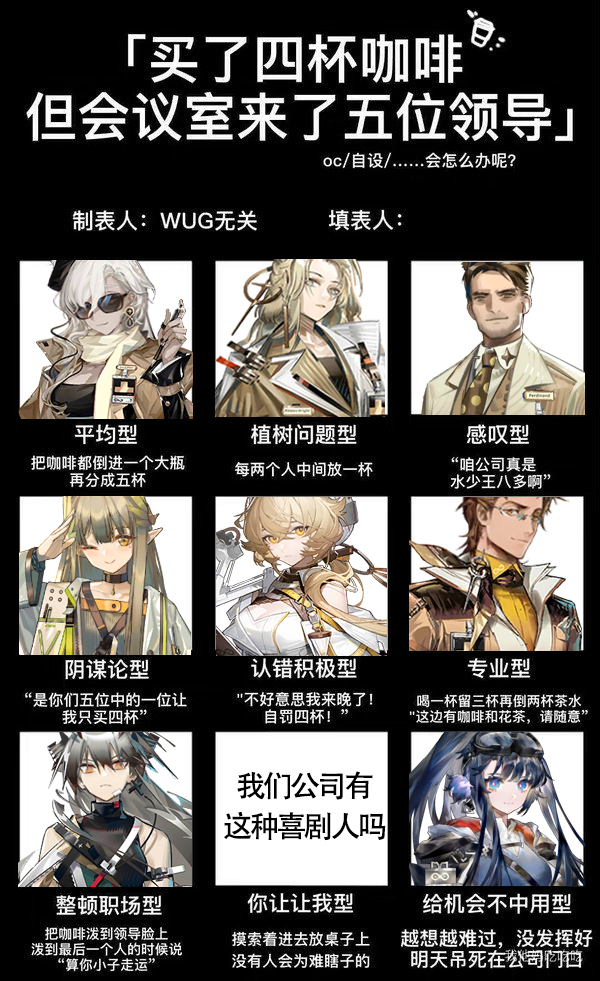 「买了四杯咖啡
但会议室来了五位领导」
oc/自设/......会怎么办呢?
制表人：WUG无关
填表人：
Ferdinand
平均型
植树问题型
感叹型
把咖啡都倒进一个大瓶
再分成五杯
每两个人中间放一杯
“咱公司真是
水少王八多啊”
阴谋论型
认错积极型
专业型
“是你们五位中的一位让
我只买四杯”
"不好意思我来晚了！
自罚四杯！”
喝一杯留三杯再倒两杯茶水
"这边有咖啡和花茶，请随意”
我们公司有
这种喜剧人吗
整顿职场型
你让让我型
给机会不中用型
把咖啡泼到领导脸上
泼到最后一个人的时候说
“算你小子走运”
摸索着进去放桌子上
没有人会为难瞎子的
越想越难过，没发挥好
明天吊死在公司门口